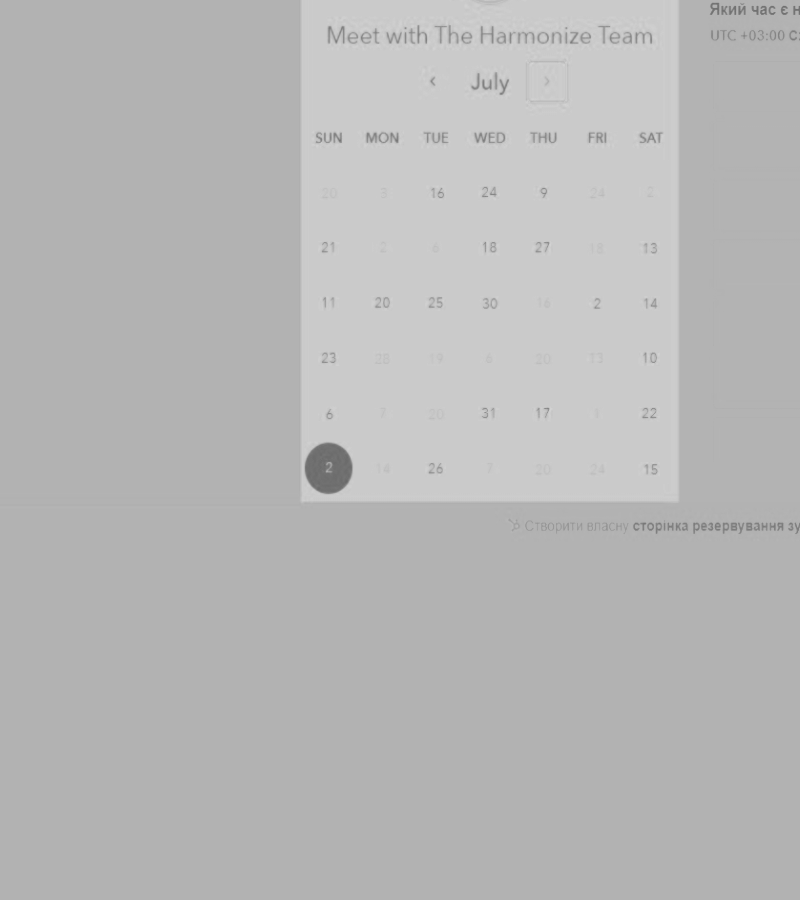 Який час є н
Meet with The Harmonize Team
UTC +03:00
July
SUN MON TUE WED THU FRI SAT
20 3 16 24 9 24 2
21 2 6 18 27 18 13
11 20 25 30 16 2 14
23 28 19 6 20 13 10
6 7 20 31 17 22
2 14 26 7 20 24 15
Створити власну сторінка резервування зу